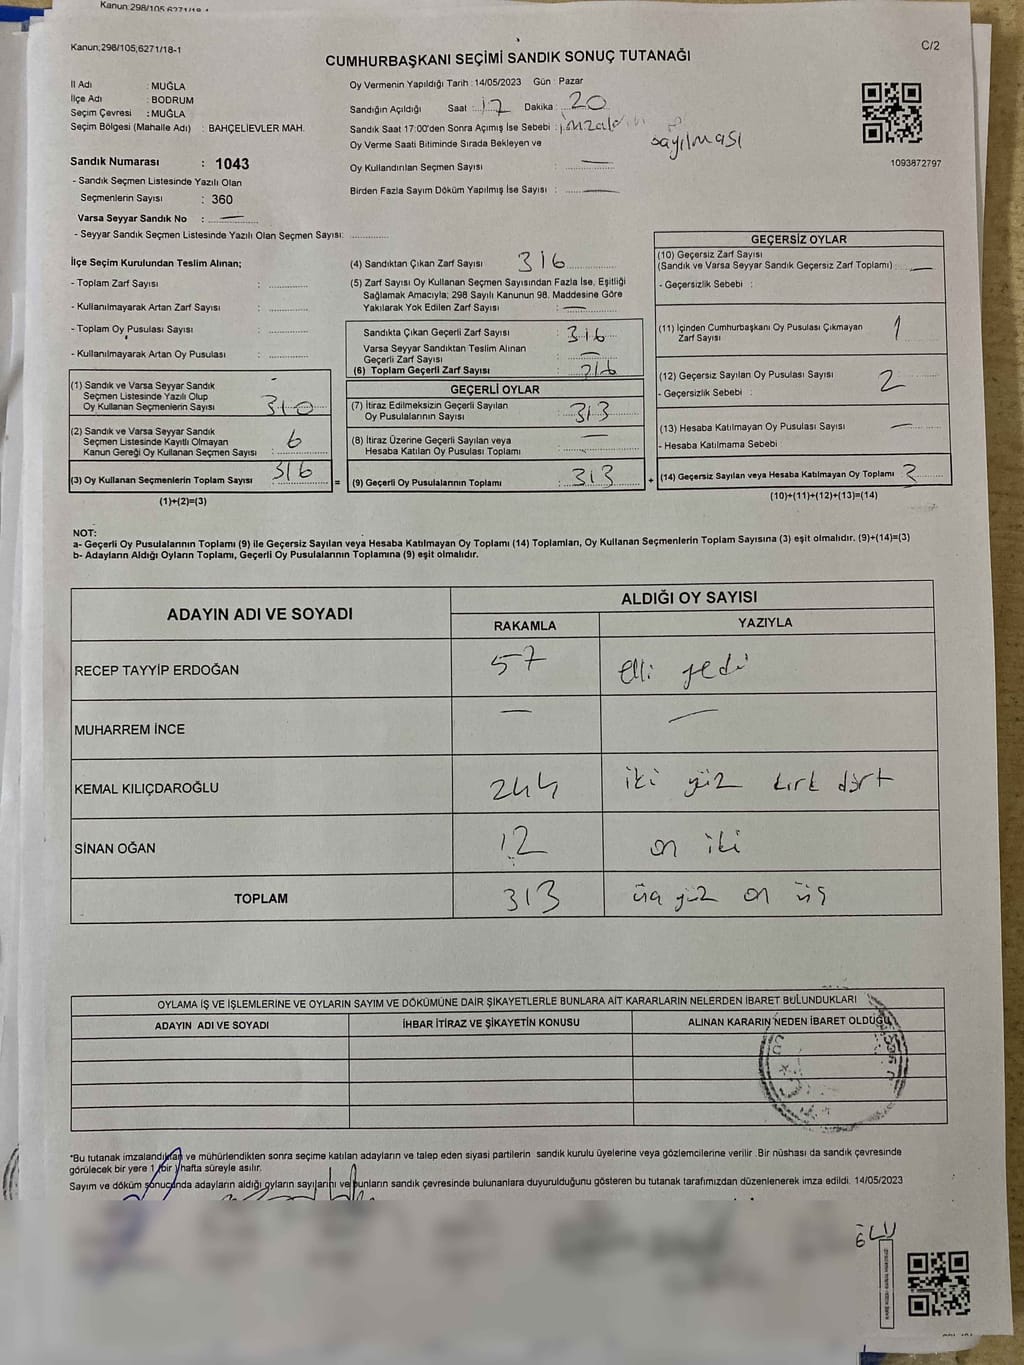 Kanun:298/105
Kanun;298/105;6271/18-1
C/2
CUMHURBAŞKANI SEÇİMİ SANDIK SONUÇ TUTANAĞI
İl Adı : MUĞLA
İlçe Adı : BODRUM
Seçim Çevresi : MUĞLA
Seçim Bölgesi (Mahalle Adı) : BAHÇELİEVLER MAH.
Oy Vermenin Yapıldığı Tarih : 14/05/2023 Gün : Pazar
Sandığın Açıldığı Saat : 17 Dakika : 20
Sandık Saat 17:00'den Sonra Açımış İse Sebebi : sayılması
Oy Verme Saati Bitiminde Sırada Bekleyen ve
Oy Kullandırılan Seçmen Sayısı : —
Birden Fazla Sayım Döküm Yapılmış İse Sayısı : —
1093872797
Sandık Numarası : 1043
- Sandık Seçmen Listesinde Yazılı Olan
Seçmenlerin Sayısı : 360
Varsa Seyyar Sandık No : —
- Seyyar Sandık Seçmen Listesinde Yazılı Olan Seçmen Sayısı:
İlçe Seçim Kurulundan Teslim Alınan;
- Toplam Zarf Sayısı :
- Kullanılmayarak Artan Zarf Sayısı :
- Toplam Oy Pusulası Sayısı :
- Kullanılmayarak Artan Oy Pusulası :
(1) Sandık ve Varsa Seyyar Sandık
Seçmen Listesinde Yazılı Olup
Oy Kullanan Seçmenlerin Sayısı : 310
(2) Sandık ve Varsa Seyyar Sandık
Seçmen Listesinde Kayıtlı Olmayan
Kanun Gereği Oy Kullanan Seçmen Sayısı : 6
(3) Oy Kullanan Seçmenlerin Toplam Sayısı : 316 =
(1)+(2)=(3)
(4) Sandıktan Çıkan Zarf Sayısı : 316
(5) Zarf Sayısı Oy Kullanan Seçmen Sayısından Fazla İse, Eşitliği
Sağlamak Amacıyla; 298 Sayılı Kanunun 98. Maddesine Göre
Yakılarak Yok Edilen Zarf Sayısı : —
Sandıkta Çıkan Geçerli Zarf Sayısı : 316
Varsa Seyyar Sandıktan Teslim Alınan
Geçerli Zarf Sayısı : —
(6) Toplam Geçerli Zarf Sayısı : 316
GEÇERLİ OYLAR
(7) İtiraz Edilmeksizin Geçerli Sayılan
Oy Pusulalarının Sayısı : 313
(8) İtiraz Üzerine Geçerli Sayılan veya
Hesaba Katılan Oy Pusulası Toplamı : —
(9) Geçerli Oy Pusulalarının Toplamı : 313 +
GEÇERSİZ OYLAR
(10) Geçersiz Zarf Sayısı
(Sandık ve Varsa Seyyar Sandık Geçersiz Zarf Toplamı) : —
- Geçersizlik Sebebi :
(11) İçinden Cumhurbaşkanı Oy Pusulası Çıkmayan
Zarf Sayısı : 1
(12) Geçersiz Sayılan Oy Pusulası Sayısı : 2
- Geçersizlik Sebebi :
(13) Hesaba Katılmayan Oy Pusulası Sayısı : —
- Hesaba Katılmama Sebebi :
(14) Geçersiz Sayılan veya Hesaba Katılmayan Oy Toplamı : 3
(10)+(11)+(12)+(13)=(14)
NOT:
a- Geçerli Oy Pusulalarının Toplamı (9) ile Geçersiz Sayılan veya Hesaba Katılmayan Oy Toplamı (14) Toplamları, Oy Kullanan Seçmenlerin Toplam Sayısına (3) eşit olmalıdır. (9)+(14)=(3)
b- Adayların Aldığı Oyların Toplamı, Geçerli Oy Pusulalarının Toplamına (9) eşit olmalıdır.
ADAYIN ADI VE SOYADI ALDIĞI OY SAYISI
RAKAMLA YAZIYLA
RECEP TAYYİP ERDOĞAN 57 elli yedi
MUHARREM İNCE — —
KEMAL KILIÇDAROĞLU 244 iki yüz kırk dört
SİNAN OĞAN 12 on iki
TOPLAM 313 üç yüz on üç
OYLAMA İŞ VE İŞLEMLERİNE VE OYLARIN SAYIM VE DÖKÜMÜNE DAİR ŞİKAYETLERLE BUNLARA AİT KARARLARIN NELERDEN İBARET BULUNDUKLARI
ADAYIN ADI VE SOYADI İHBAR İTİRAZ VE ŞİKAYETİN KONUSU ALINAN KARARIN NEDEN İBARET OLDUĞU
*Bu tutanak imzalandıktan ve mühürlendikten sonra seçime katılan adayların ve talep eden siyasi partilerin sandık kurulu üyelerine veya gözlemcilerine verilir .Bir nüshası da sandık çevresinde
görülecek bir yere 1 (bir ) hafta süreyle asılır.
Sayım ve döküm sonucunda adayların aldığı oyların sayılarını ve bunların sandık çevresinde bulunanlara duyurulduğunu gösteren bu tutanak tarafımızdan düzenlenerek imza edildi. 14/05/2023